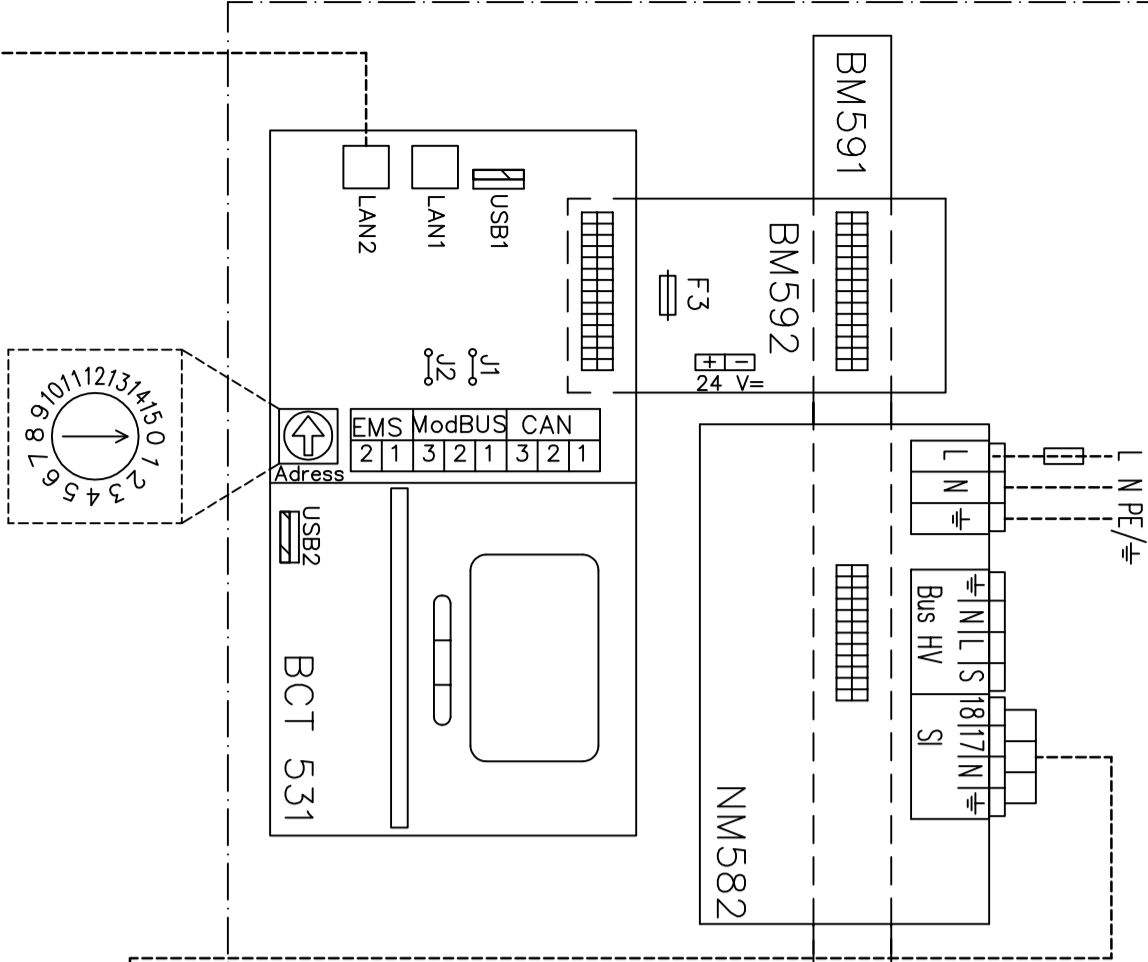 BM591
BM592
F3
+ −
24 V=
USB1
LAN1
LAN2
J1
J2
EMS ModBUS CAN
2 1 3 2 1 3 2 1
Adress
0 1 2 3 4 5 6 7 8 9 10 11 12 13 14 15
USB2
BCT 531
L N PE/⏚
L
N
⏚
⏚ N L S
Bus HV
18 17 N ⏚
SI
NM582